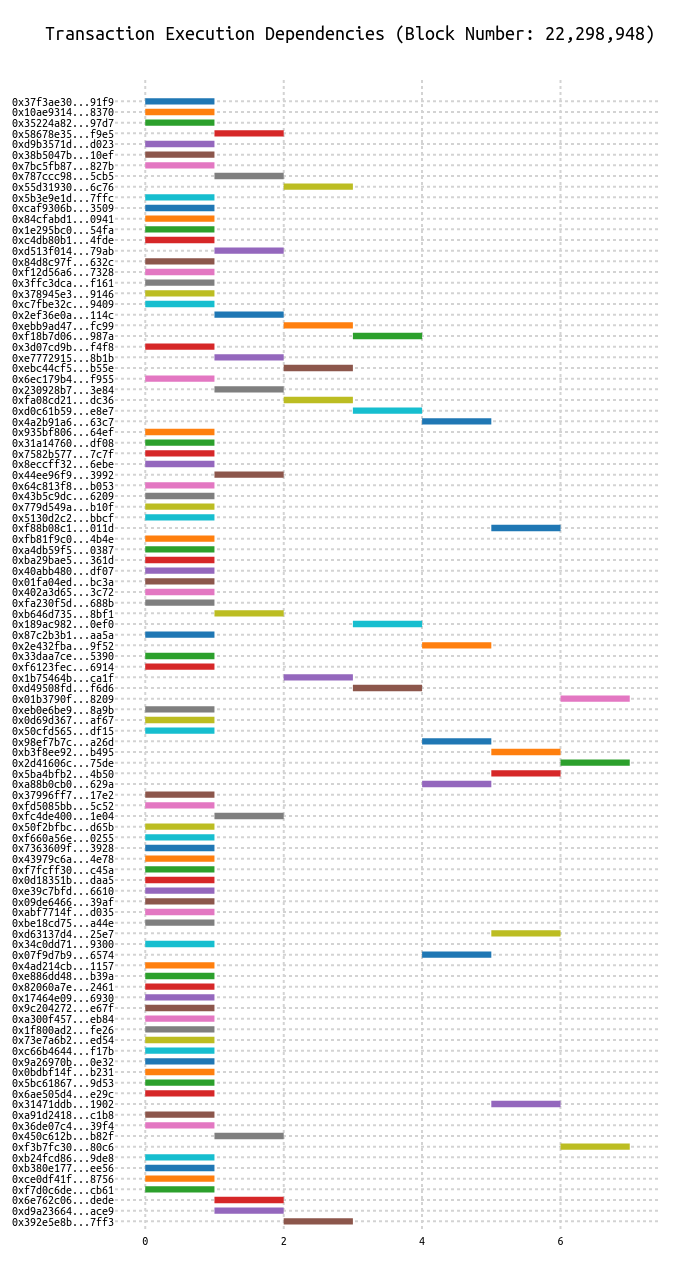 Transaction Execution Dependencies (Block Number: 22,298,948)
0x37f3ae30...91f9
0x10ae9314...8370
0x35224a82...97d7
0x58678e35...f9e5
0xd9b3571d...d023
0x38b5047b...10ef
0x7bc5fb87...827b
0x787ccc98...5cb5
0x55d31930...6c76
0x5b3e9e1d...7ffc
0xcaf9306b...3509
0x84cfabd1...0941
0x1e295bc0...54fa
0xc4db80b1...4fde
0xd513f014...79ab
0x84d8c97f...632c
0xf12d56a6...7328
0x3ffc3dca...f161
0x378945e3...9146
0xc7fbe32c...9409
0x2ef36e0a...114c
0xebb9ad47...fc99
0xf18b7d06...987a
0x3d07cd9b...f4f8
0xe7772915...8b1b
0xebc44cf5...b55e
0x6ec179b4...f955
0x230928b7...3e84
0xfa08cd21...dc36
0xd0c61b59...e8e7
0x4a2b91a6...63c7
0x935bf806...64ef
0x31a14760...df08
0x7582b577...7c7f
0x8eccff32...6ebe
0x44ee96f9...3992
0x64c813f8...b053
0x43b5c9dc...6209
0x779d549a...b10f
0x5130d2c2...bbcf
0xf88b08c1...011d
0xfb81f9c0...4b4e
0xa4db59f5...0387
0xba29bae5...361d
0x40abb480...df07
0x01fa04ed...bc3a
0x402a3d65...3c72
0xfa230f5d...688b
0xb646d735...8bf1
0x189ac982...0ef0
0x87c2b3b1...aa5a
0x2e432fba...9f52
0x33daa7ce...5390
0xf6123fec...6914
0x1b75464b...ca1f
0xd49508fd...f6d6
0x01b3790f...8209
0xeb0e6be9...8a9b
0x0d69d367...af67
0x50cfd565...df15
0x98ef7b7c...a26d
0xb3f8ee92...b495
0x2d41606c...75de
0x5ba4bfb2...4b50
0xa88b0cb0...629a
0x37996ff7...17e2
0xfd5085bb...5c52
0xfc4de400...1e04
0x50f2bfbc...d65b
0xf660a56e...0255
0x7363609f...3928
0x43979c6a...4e78
0xf7fcff30...c45a
0x0d18351b...daa5
0xe39c7bfd...6610
0x09de6466...39af
0xabf7714f...d035
0xbe18cd75...a44e
0xd63137d4...25e7
0x34c0dd71...9300
0x07f9d7b9...6574
0x4ad214cb...1157
0xe886dd48...b39a
0x82060a7e...2461
0x17464e09...6930
0x9c204272...e67f
0xa300f457...eb84
0x1f800ad2...fe26
0x73e7a6b2...ed54
0xc66b4644...f17b
0x9a26970b...0e32
0x0bdbf14f...b231
0x5bc61867...9d53
0x6ae505d4...e29c
0x31471ddb...1902
0xa91d2418...c1b8
0x36de07c4...39f4
0x450c612b...b82f
0xf3b7fc30...80c6
0xb24fcd86...9de8
0xb380e177...ee56
0xce0df41f...8756
0xf7d0c6de...cb61
0x6e762c06...dede
0xd9a23664...ace9
0x392e5e8b...7ff3
0 2 4 6